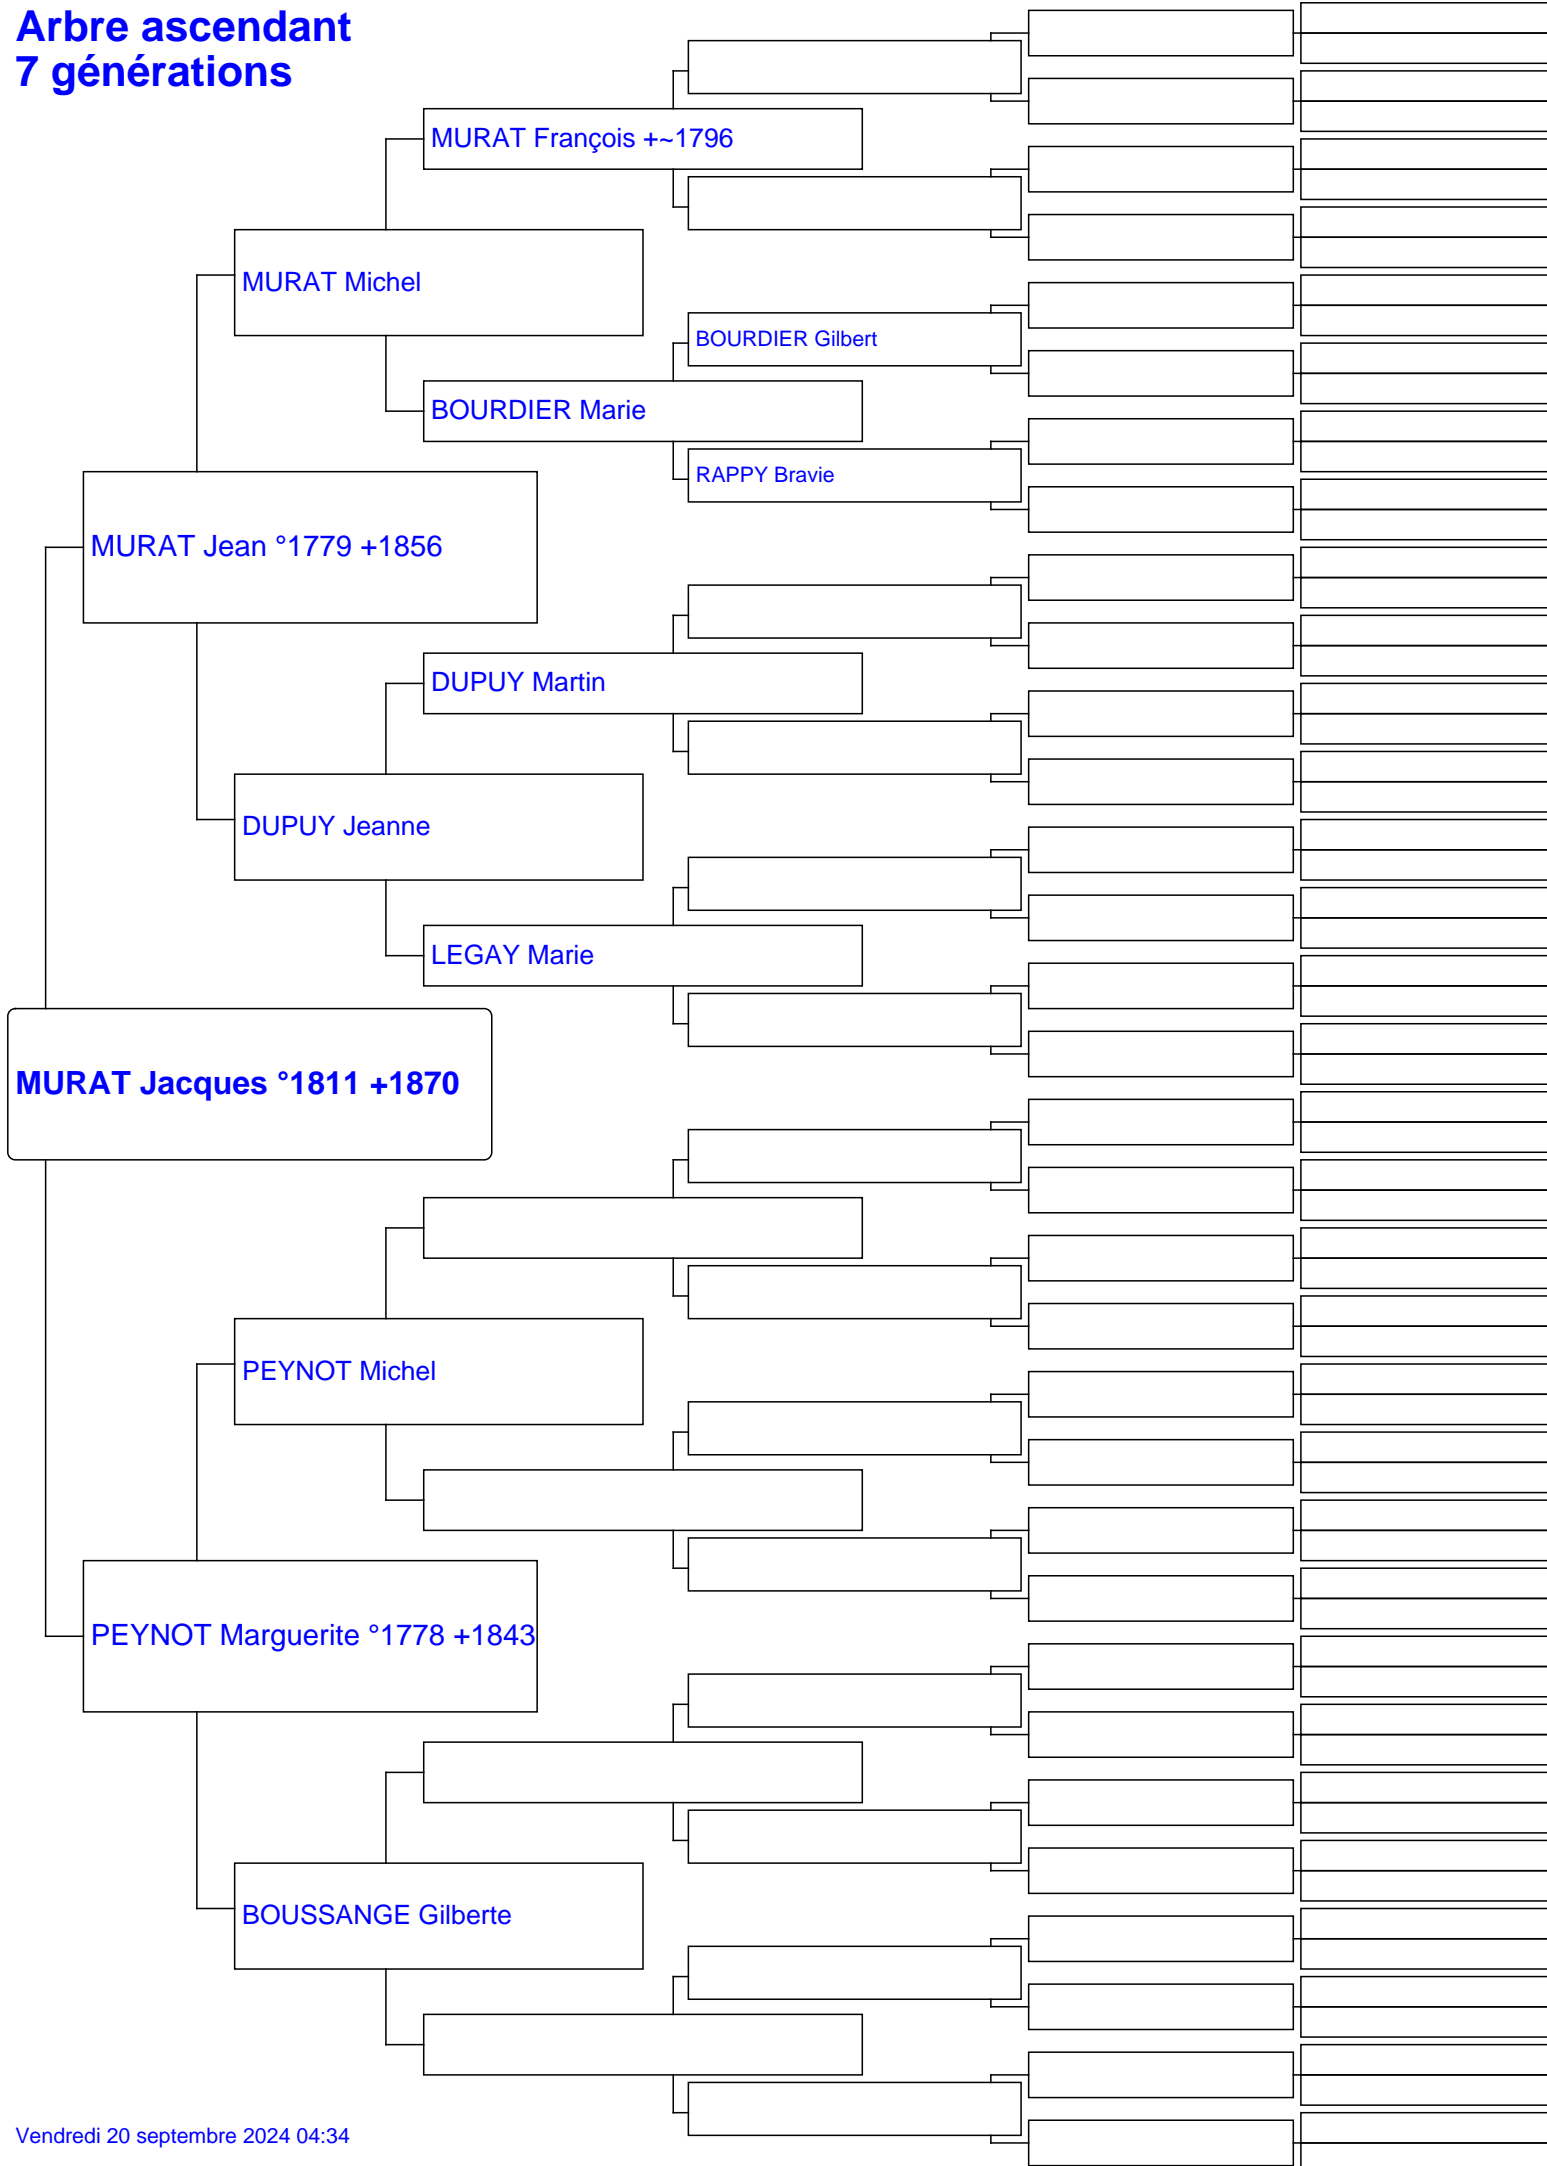 Arbre ascendant
7 générations
MURAT François +~1796
MURAT Michel
BOURDIER Gilbert
BOURDIER Marie
RAPPY Bravie
MURAT Jean °1779 +1856
DUPUY Martin
DUPUY Jeanne
LEGAY Marie
MURAT Jacques °1811 +1870
PEYNOT Michel
PEYNOT Marguerite °1778 +1843
BOUSSANGE Gilberte
Vendredi 20 septembre 2024 04:34